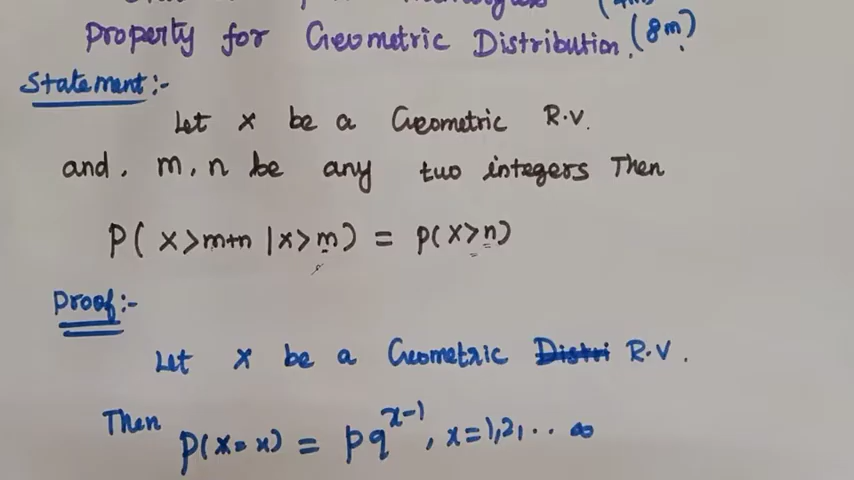 Property for Geometric Distribution. (8m)
Statement:-
Let x be a Geometric R.V.
and, m, n be any two integers Then
P( x>m+n |x>m) = P(x>n)
Proof:-
Let x be a Geometric Distri R.V.
Then P(x=x) = pq^{x-1}, x=1,2,.. ∞